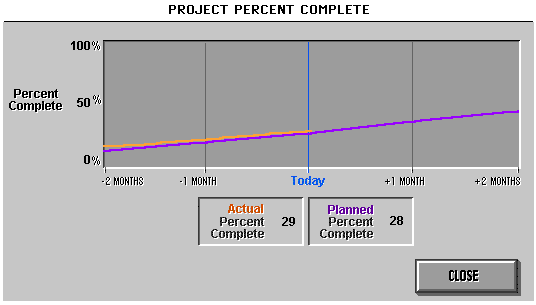 PROJECT PERCENT COMPLETE
100%
Percent
Complete
50%
0%
-2 MONTHS
-1 MONTH
Today
+1 MONTH
+2 MONTHS
Actual
Percent
Complete
29
Planned
Percent
Complete
28
CLOSE